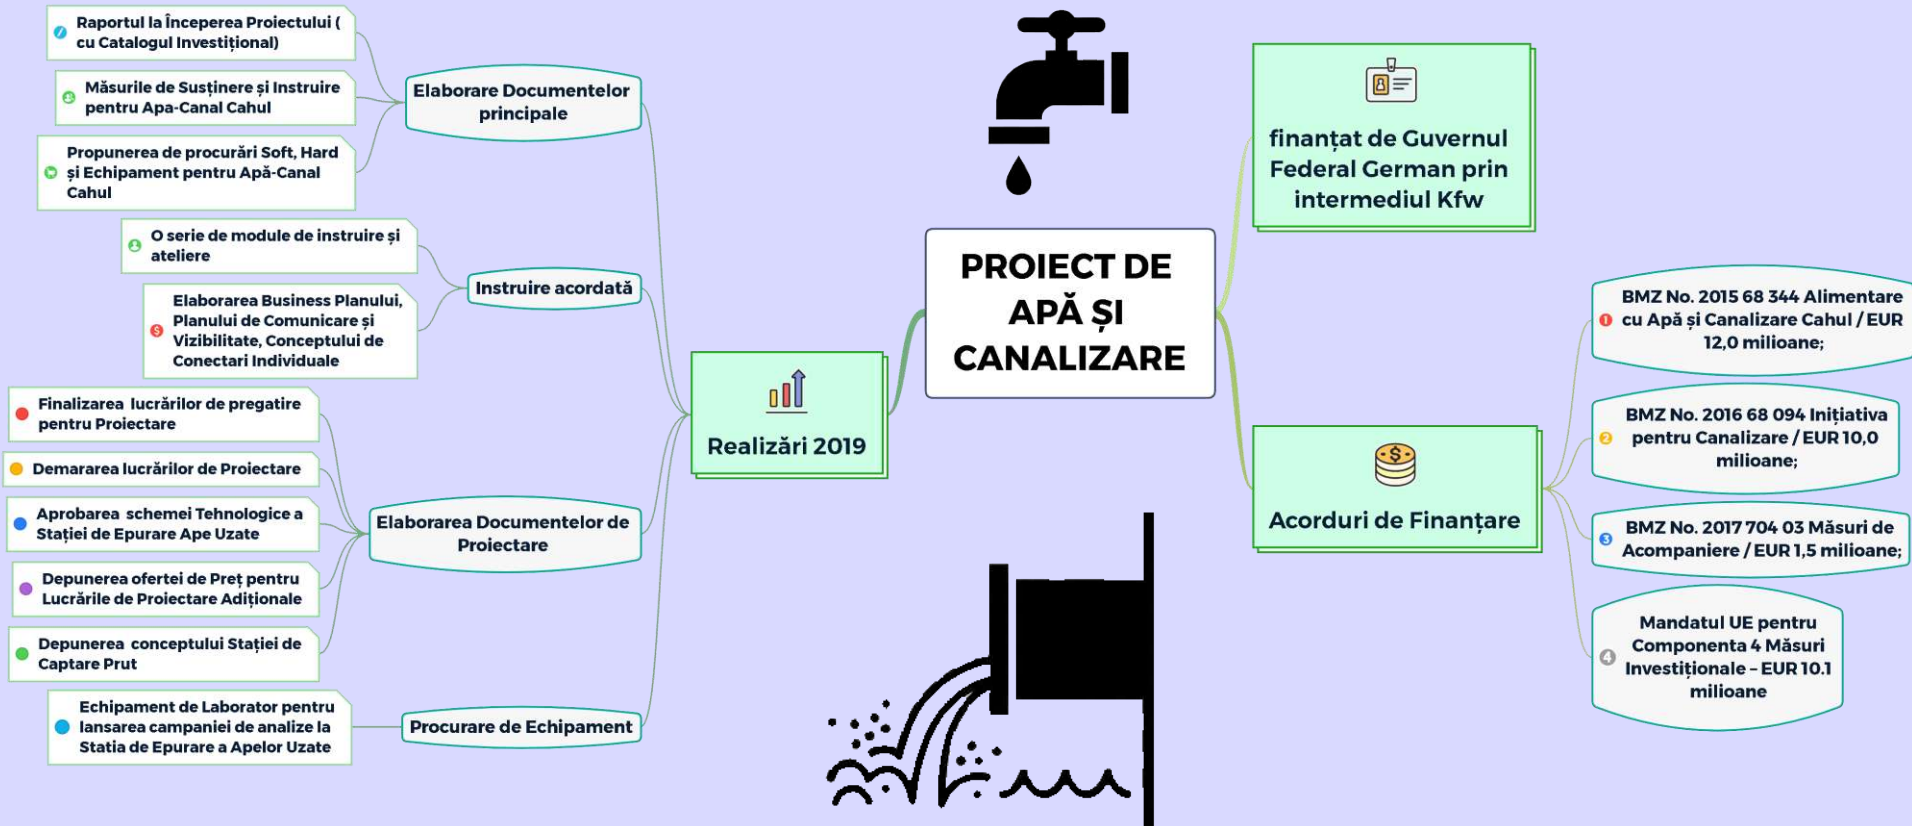 Raportul la Începerea Proiectului (
cu Catalogul Investițional)
Măsurile de Susținere și Instruire
pentru Apa-Canal Cahul
Propunerea de procurări Soft, Hard
și Echipament pentru Apă-Canal
Cahul
Elaborare Documentelor
principale
O serie de module de instruire și
ateliere
Elaborarea Business Planului,
Planului de Comunicare și
Vizibilitate, Conceptului de
Conectari Individuale
Instruire acordată
Finalizarea lucrărilor de pregatire
pentru Proiectare
Demararea lucrărilor de Proiectare
Aprobarea schemei Tehnologice a
Stației de Epurare Ape Uzate
Depunerea ofertei de Preț pentru
Lucrările de Proiectare Adiționale
Depunerea conceptului Stației de
Captare Prut
Elaborarea Documentelor de
Proiectare
Echipament de Laborator pentru
lansarea campaniei de analize la
Statia de Epurare a Apelor Uzate
Procurare de Echipament
Realizări 2019
PROIECT DE
APĂ ȘI
CANALIZARE
finanțat de Guvernul
Federal German prin
intermediul Kfw
Acorduri de Finanțare
1
BMZ No. 2015 68 344 Alimentare
cu Apă și Canalizare Cahul / EUR
12,0 milioane;
2
BMZ No. 2016 68 094 Inițiativa
pentru Canalizare / EUR 10,0
milioane;
3
BMZ No. 2017 704 03 Măsuri de
Acompaniere / EUR 1,5 milioane;
4
Mandatul UE pentru
Componenta 4 Măsuri
Investiționale – EUR 10.1
milioane